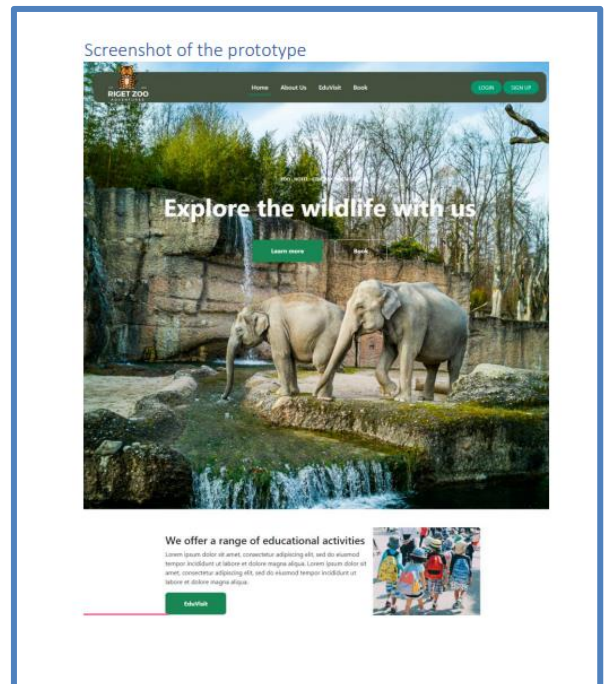 Screenshot of the prototype
RIGET ZOO
ADVENTURES
Home About Us EduVisit Book
LOGIN SIGN UP
Explore the wildlife with us
Learn more Book
We offer a range of educational activities
Lorem ipsum dolor sit amet, consectetur adipiscing elit, sed do eiusmod
tempor incididunt ut labore et dolore magna aliqua. Lorem ipsum dolor sit
amet, consectetur adipiscing elit, sed do eiusmod tempor incididunt ut
labore et dolore magna aliqua.
EduVisit